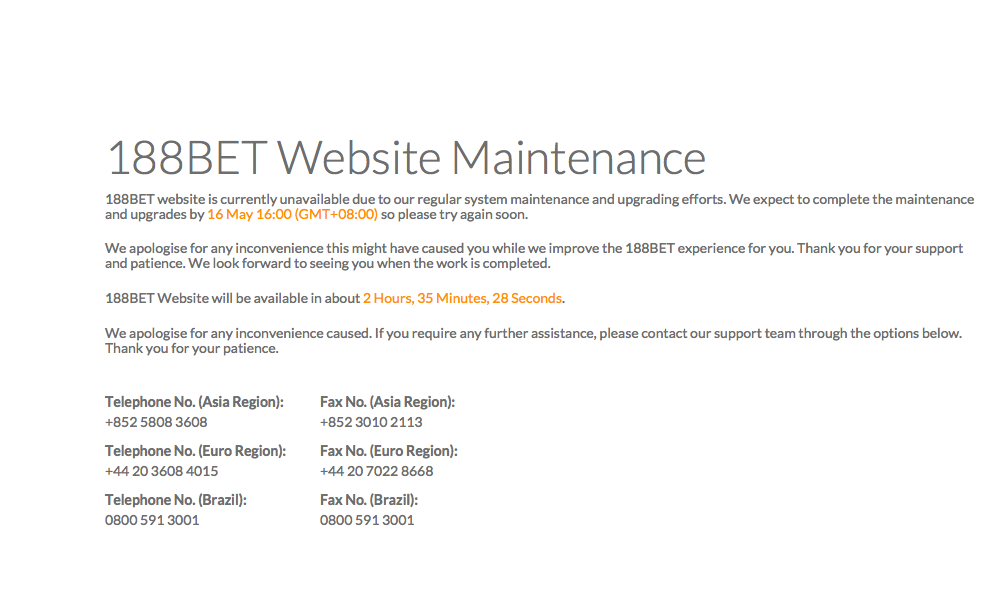 188BET Website Maintenance
188BET website is currently unavailable due to our regular system maintenance and upgrading efforts. We expect to complete the maintenance
and upgrades by 16 May 16:00 (GMT+08:00) so please try again soon.
We apologise for any inconvenience this might have caused you while we improve the 188BET experience for you. Thank you for your support
and patience. We look forward to seeing you when the work is completed.
188BET Website will be available in about 2 Hours, 35 Minutes, 28 Seconds.
We apologise for any inconvenience caused. If you require any further assistance, please contact our support team through the options below.
Thank you for your patience.
Telephone No. (Asia Region): Fax No. (Asia Region):
+852 5808 3608 +852 3010 2113
Telephone No. (Euro Region): Fax No. (Euro Region):
+44 20 3608 4015 +44 20 7022 8668
Telephone No. (Brazil): Fax No. (Brazil):
0800 591 3001 0800 591 3001